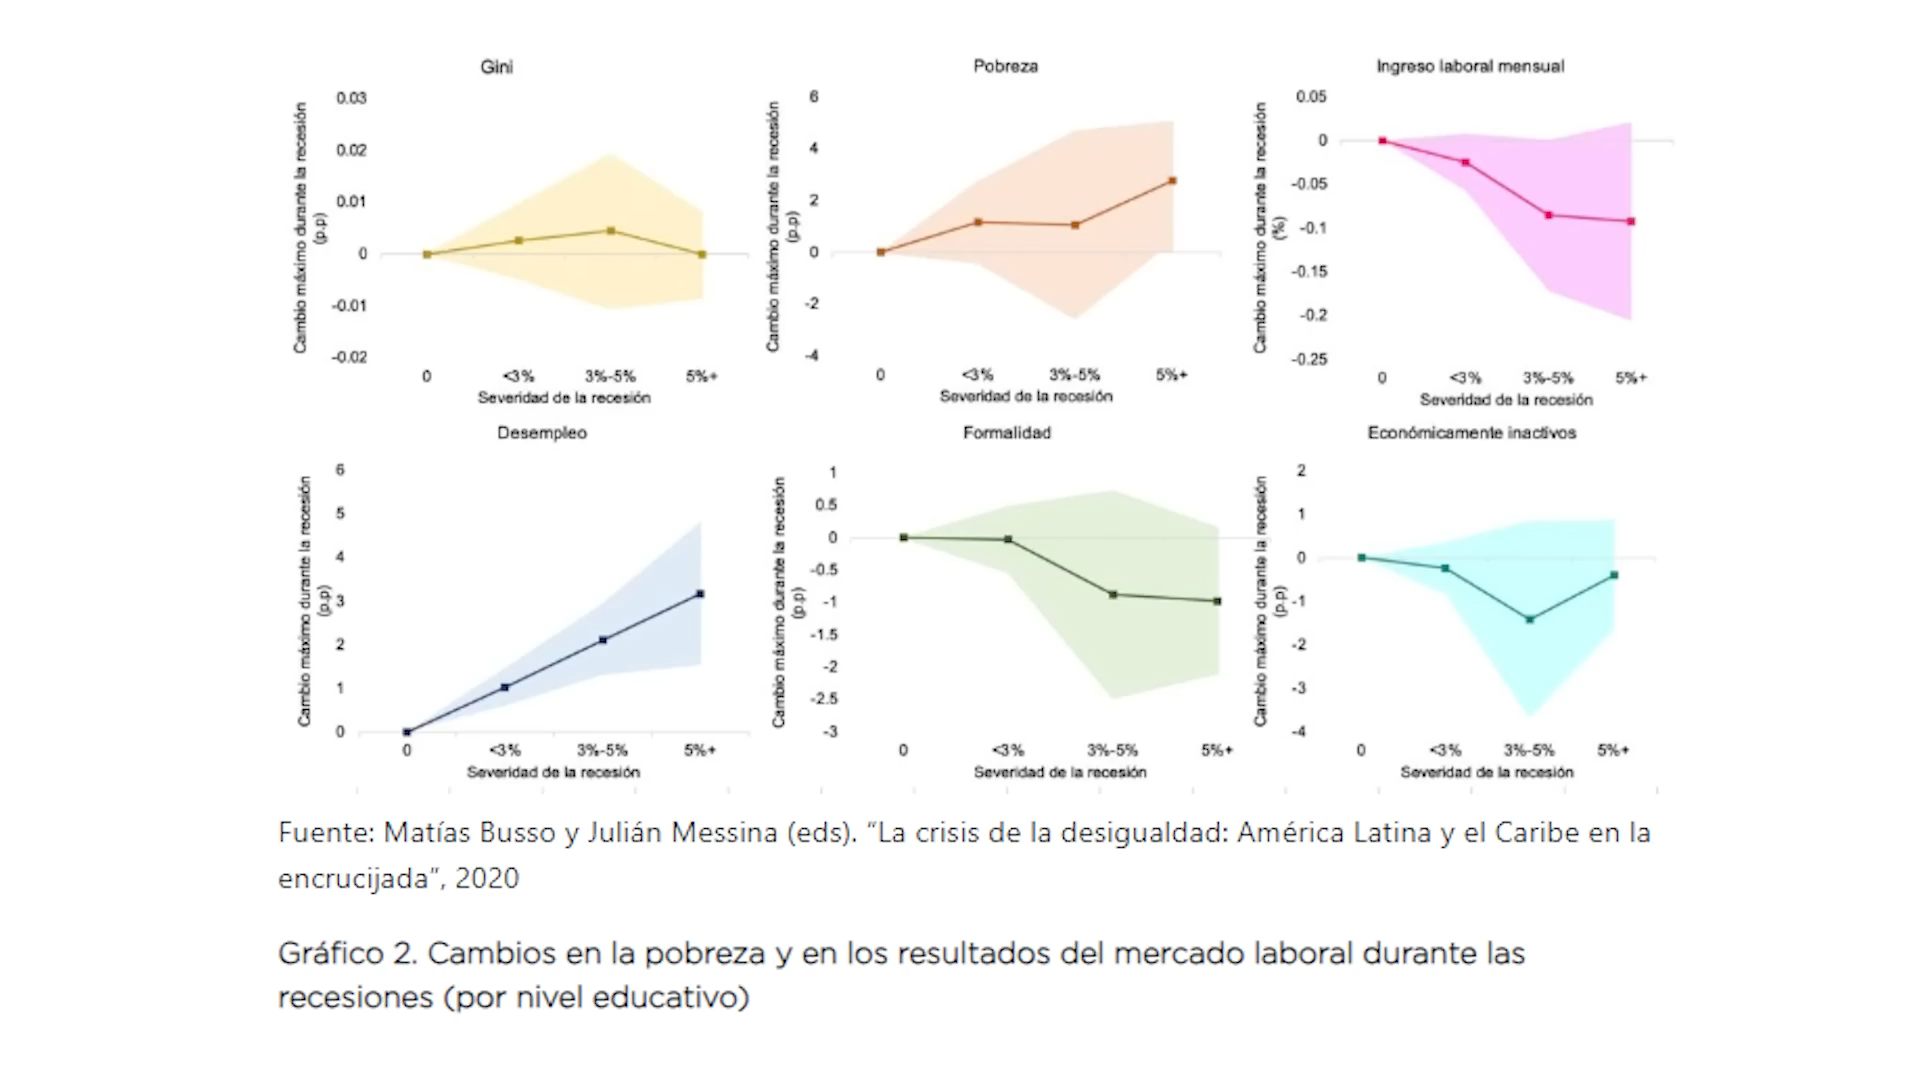 Gini
Cambio máximo durante la recesión
(p.p)
0.03
0.02
0.01
0
-0.01
-0.02
0 <3% 3%-5% 5%+
Severidad de la recesión
Pobreza
Cambio máximo durante la recesión
(p.p)
6
4
2
0
-2
-4
0 <3% 3%-5% 5%+
Severidad de la recesión
Ingreso laboral mensual
Cambio máximo durante la recesión
(%)
0.05
0
-0.05
-0.1
-0.15
-0.2
-0.25
0 <3% 3%-5% 5%+
Severidad de la recesión
Desempleo
Cambio máximo durante la recesión
(p.p)
6
5
4
3
2
1
0
0 <3% 3%-5% 5%+
Severidad de la recesión
Formalidad
Cambio máximo durante la recesión
(p.p)
1
0.5
0
-0.5
-1
-1.5
-2
-2.5
-3
0 <3% 3%-5% 5%+
Severidad de la recesión
Económicamente inactivos
Cambio máximo durante la recesión
(p.p)
2
1
0
-1
-2
-3
-4
0 <3% 3%-5% 5%+
Severidad de la recesión
Fuente: Matías Busso y Julián Messina (eds). “La crisis de la desigualdad: América Latina y el Caribe en la
encrucijada”, 2020
Gráfico 2. Cambios en la pobreza y en los resultados del mercado laboral durante las
recesiones (por nivel educativo)